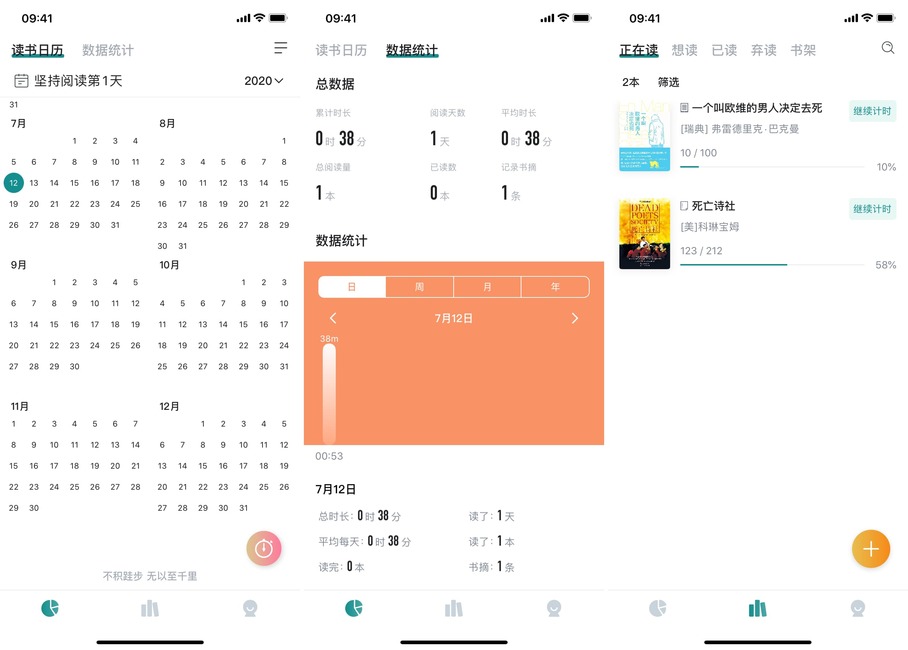 09:41
读书日历 数据统计
坚持阅读第1天 2020
31
7月
1 2 3 4
5 6 7 8 9 10 11
12 13 14 15 16 17 18
19 20 21 22 23 24 25
26 27 28 29 30 31
8月
1
2 3 4 5 6 7 8
9 10 11 12 13 14 15
16 17 18 19 20 21 22
23 24 25 26 27 28 29
30 31
9月
1 2 3 4 5
6 7 8 9 10 11 12
13 14 15 16 17 18 19
20 21 22 23 24 25 26
27 28 29 30
10月
1 2 3
4 5 6 7 8 9 10
11 12 13 14 15 16 17
18 19 20 21 22 23 24
25 26 27 28 29 30 31
11月
1 2 3 4 5 6 7
8 9 10 11 12 13 14
15 16 17 18 19 20 21
22 23 24 25 26 27 28
29 30
12月
1 2 3 4 5
6 7 8 9 10 11 12
13 14 15 16 17 18 19
20 21 22 23 24 25 26
27 28 29 30 31
不积跬步 无以至千里
09:41
读书日历 数据统计
总数据
累计时长 阅读天数 平均时长
0时38分 1天 0时38分
总阅读量 已读数 记录书摘
1本 0本 1条
数据统计
日 周 月 年
7月12日
38m
00:53
7月12日
总时长: 0时38分 读了: 1天
平均每天: 0时38分 读了: 1本
读完: 0本 书摘: 1条
09:41
正在读 想读 已读 弃读 书架
2本 筛选
一个叫欧维的男人决定去死 继续计时
[瑞典] 弗雷德里克·巴克曼
10 / 100
10%
死亡诗社 继续计时
[美]科琳宝姆
123 / 212
58%
DEAD
POETS
SOCIETY